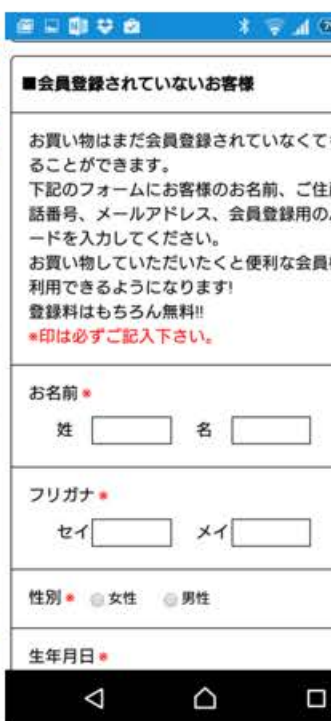 ■会員登録されていないお客様
お買い物はまだ会員登録されていなくて
ることができます。
下記のフォームにお客様のお名前、ご住
話番号、メールアドレス、会員登録用の
ードを入力してください。
お買い物していただいたくと便利な会員
利用できるようになります!
登録料はもちろん無料!!
※印は必ずご記入下さい。
お名前※
姓 名
フリガナ※
セイ メイ
性別※ 女性 男性
生年月日※